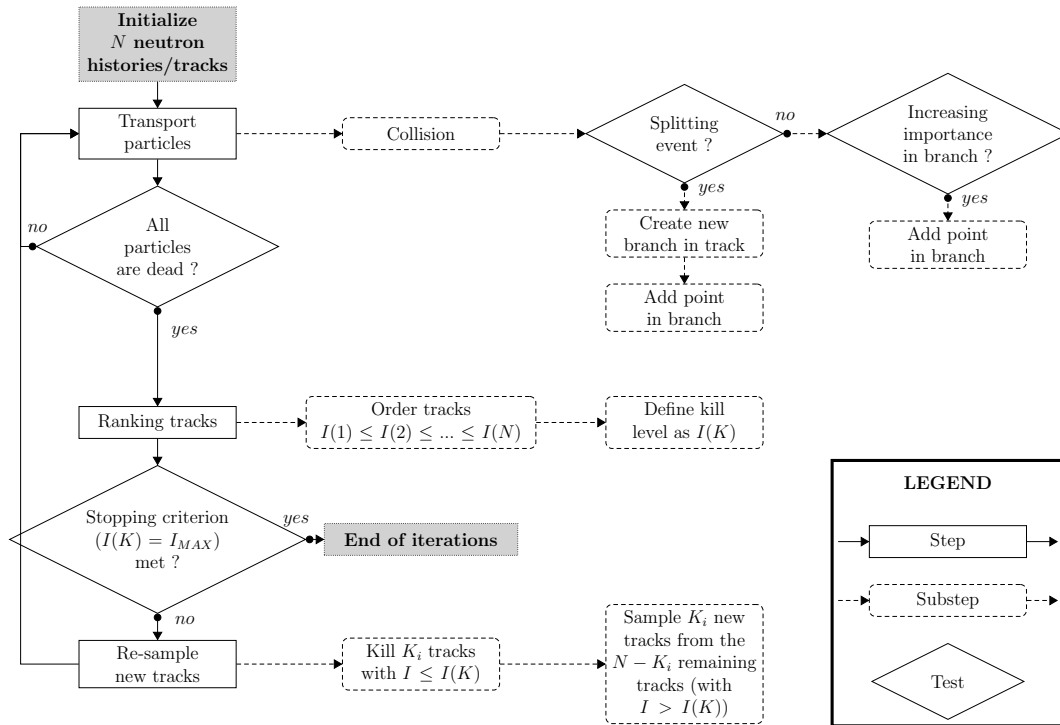 Initialize
N neutron
histories/tracks
Transport
particles
Collision
Splitting
event ?
no
Increasing
importance
in branch ?
yes
Create new
branch in track
Add point
in branch
yes
Add point
in branch
no
All
particles
are dead ?
yes
Ranking tracks
Order tracks
I(1) ≤ I(2) ≤ ... ≤ I(N)
Define kill
level as I(K)
Stopping criterion
(I(K) = I_{MAX})
met ?
yes
End of iterations
no
Re-sample
new tracks
Kill K_i tracks
with I ≤ I(K)
Sample K_i new
tracks from the
N − K_i remaining
tracks (with
I > I(K))
LEGEND
Step
Substep
Test